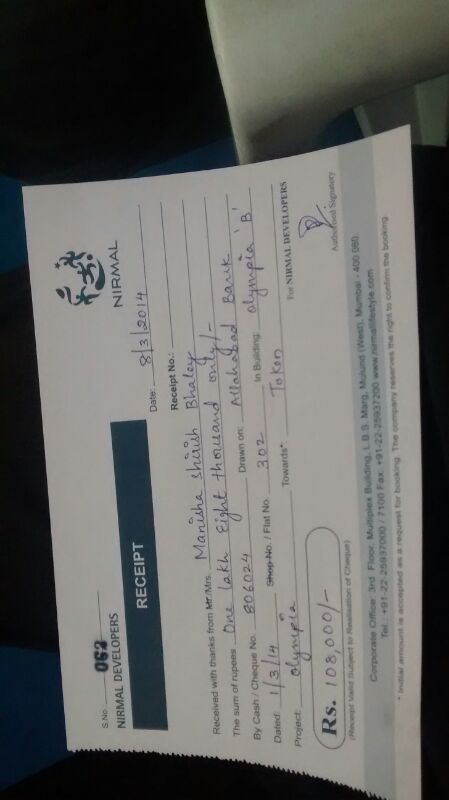 S.No. 062
NIRMAL DEVELOPERS
NIRMAL
RECEIPT
Date: 8/3/2014
Receipt No.:
Received with thanks from Mr./Mrs. Manisha Shirish Bhaley
The sum of rupees One lakh Eight thousand only/-
By Cash / Cheque No. 806024 Drawn on: Allahabad Bank
Dated: 1/3/14 Shop No. / Flat No. 302 In Building: Olympia 'B'
Project: Olympia Towards*: Token
For NIRMAL DEVELOPERS
Rs. 108,000/-
Authorised Signatory
(Receipt Valid Subject to Realisation of Cheque)
Corporate Office: 3rd Floor, Multiplex Building, L.B.S. Marg, Mulund (West), Mumbai - 400 080.
Tel.: +91-22-25937000 / 7100 Fax: +91-22-25937200 www.nirmallifestyle.com
* Initial amount is accepted as a request for booking. The company reserves the right to confirm the booking.